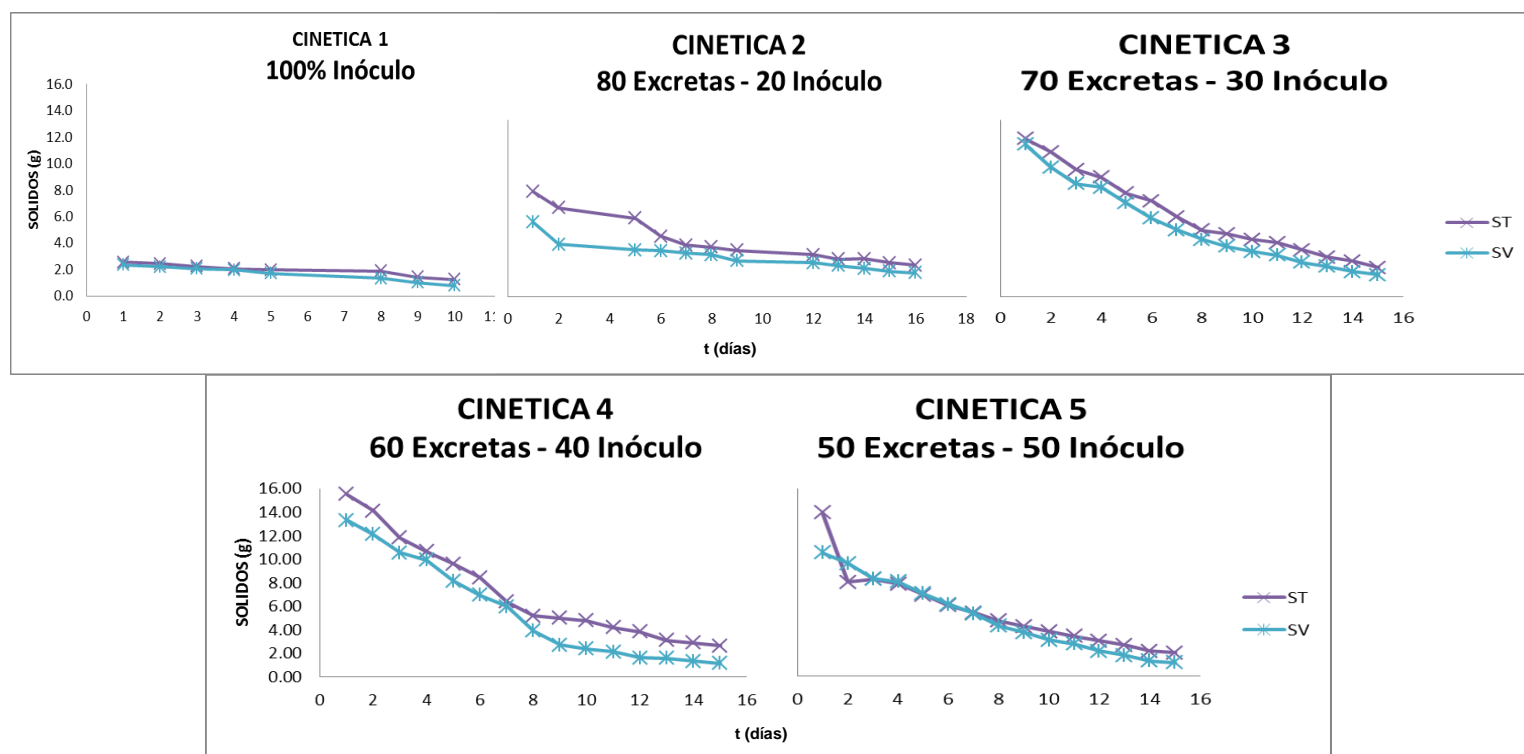 CINETICA 1
100% Inóculo
CINETICA 2
80 Excretas - 20 Inóculo
CINETICA 3
70 Excretas - 30 Inóculo
SOLIDOS (g)
16.0
14.0
12.0
10.0
8.0
6.0
4.0
2.0
0.0
0 1 2 3 4 5 6 7 8 9 10 11
0 2 4 6 8 10 12 14 16 18
0 2 4 6 8 10 12 14 16
ST
SV
t (días)
CINETICA 4
60 Excretas - 40 Inóculo
CINETICA 5
50 Excretas - 50 Inóculo
SOLIDOS (g)
16.00
14.00
12.00
10.00
8.00
6.00
4.00
2.00
0.00
0 2 4 6 8 10 12 14 16
0 2 4 6 8 10 12 14 16
ST
SV
t (días)